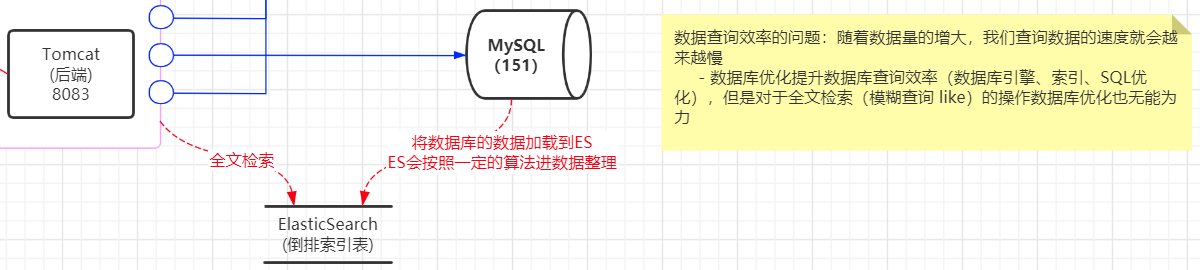 Tomcat
(后端)
8083
MySQL
（151）
数据查询效率的问题：随着数据量的增大，我们查询数据的速度就会越
来越慢
- 数据库优化提升数据库查询效率（数据库引擎、索引、SQL优
化），但是对于全文检索（模糊查询 like）的操作数据库优化也无能为
力
将数据库的数据加载到ES
ES会按照一定的算法进数据整理
全文检索
ElasticSearch
(倒排索引表)